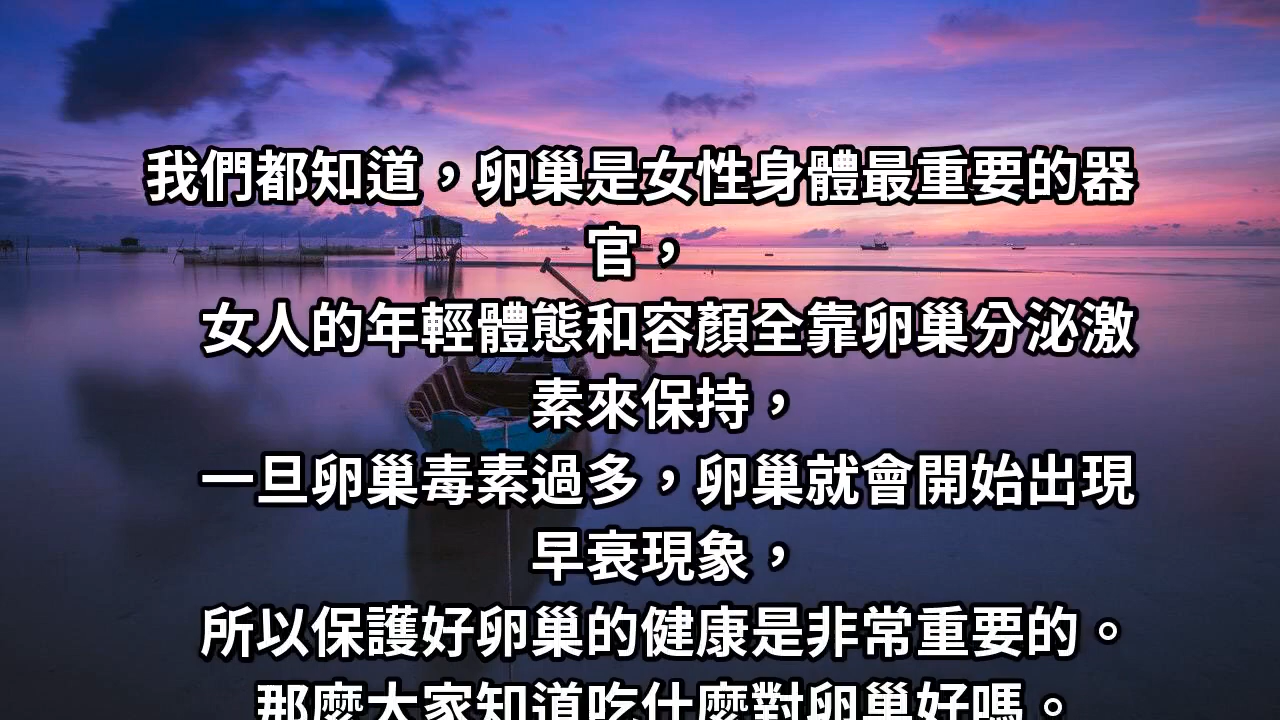 我們都知道，卵巢是女性身體最重要的器
官，
女人的年輕體態和容顏全靠卵巢分泌激
素來保持，
一旦卵巢毒素過多，卵巢就會開始出現
早衰現象，
所以保護好卵巢的健康是非常重要的。
那麼大家知道吃什麼對卵巢好嗎。